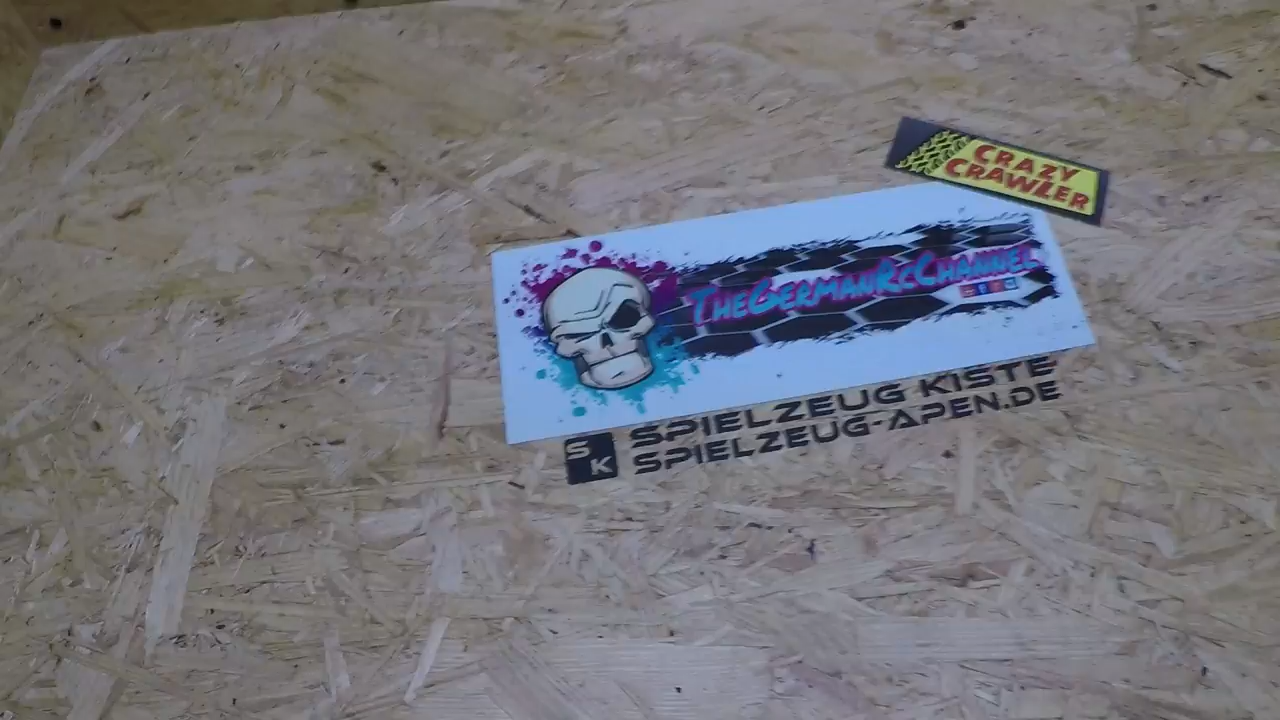 CRAZY
CRAWLER
TheGermanRcChannel
SPIELZEUG KISTE
SPIELZEUG-APEN.DE
S
K